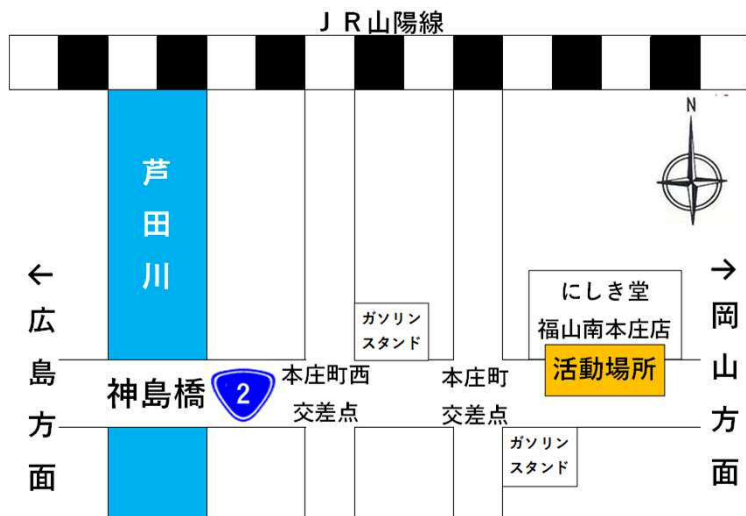 JR山陽線
N
芦田川
←広島方面
→岡山方面
にしき堂
福山南本庄店
活動場所
ガソリン
スタンド
神島橋
2
本庄町西
交差点
本庄町
交差点
ガソリン
スタンド